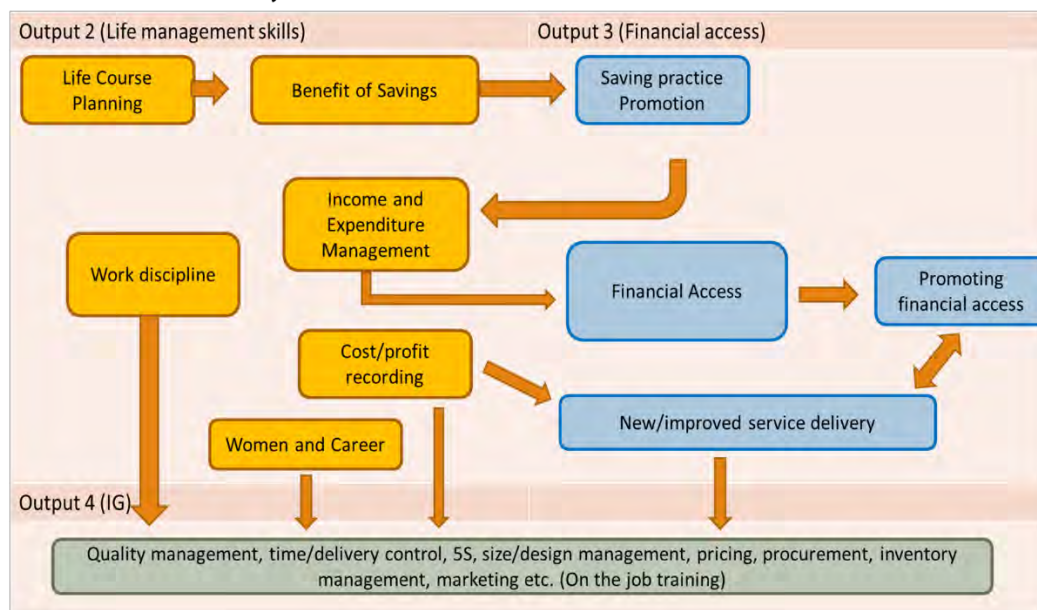 Output 2 (Life management skills)
Output 3 (Financial access)
Life Course
Planning
Benefit of Savings
Saving practice
Promotion
Income and
Expenditure
Management
Work discipline
Financial Access
Promoting
financial access
Cost/profit
recording
New/improved service delivery
Women and Career
Output 4 (IG)
Quality management, time/delivery control, 5S, size/design management, pricing, procurement, inventory
management, marketing etc. (On the job training)